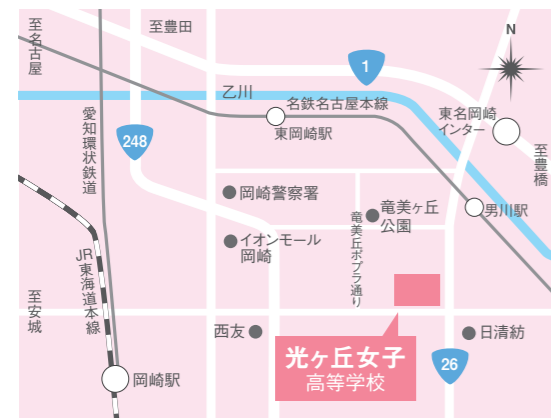 至名古屋
至豊田
1
N
乙川
名鉄名古屋本線
東岡崎駅
東名岡崎
インター
至豊橋
愛知環状鉄道
248
岡崎警察署
竜美ヶ丘
公園
男川駅
イオンモール
岡崎
竜美丘ポプラ通り
JR東海道本線
至安城
西友
光ヶ丘女子
高等学校
日清紡
26
岡崎駅